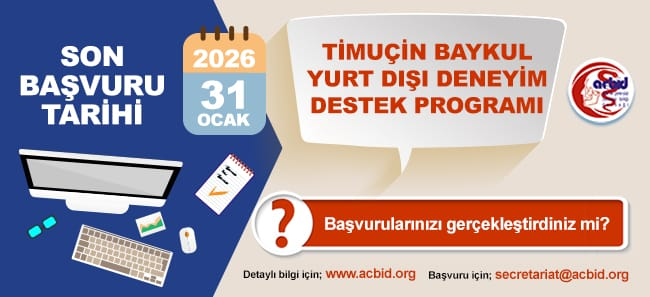 SON
BAŞVURU
TARİHİ
2026
31
OCAK
TİMUÇİN BAYKUL
YURT DIŞI DENEYİM
DESTEK PROGRAMI
acbid
?
Başvurularınızı gerçekleştirdiniz mi?
Detaylı bilgi için; www.acbid.org Başvuru için; secretariat@acbid.org